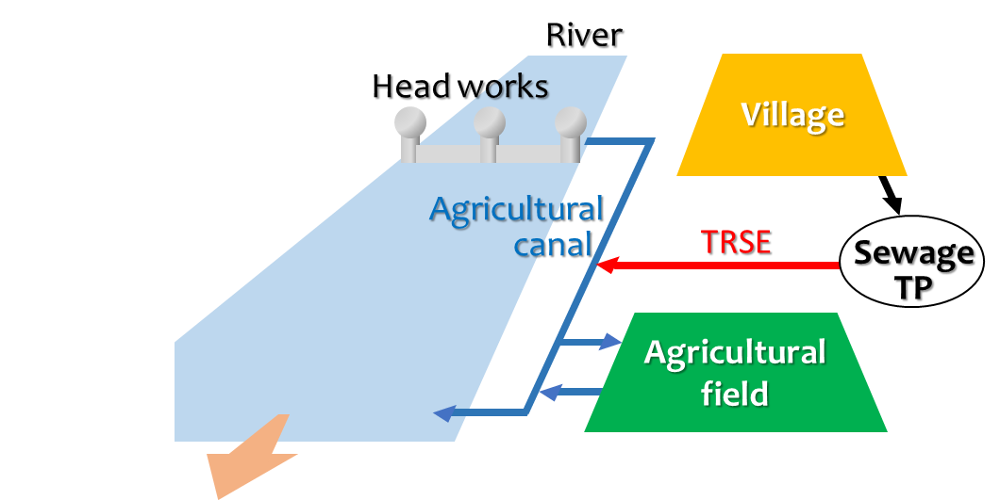 River
Head works
Village
Agricultural
canal
TRSE
Sewage
TP
Agricultural
field